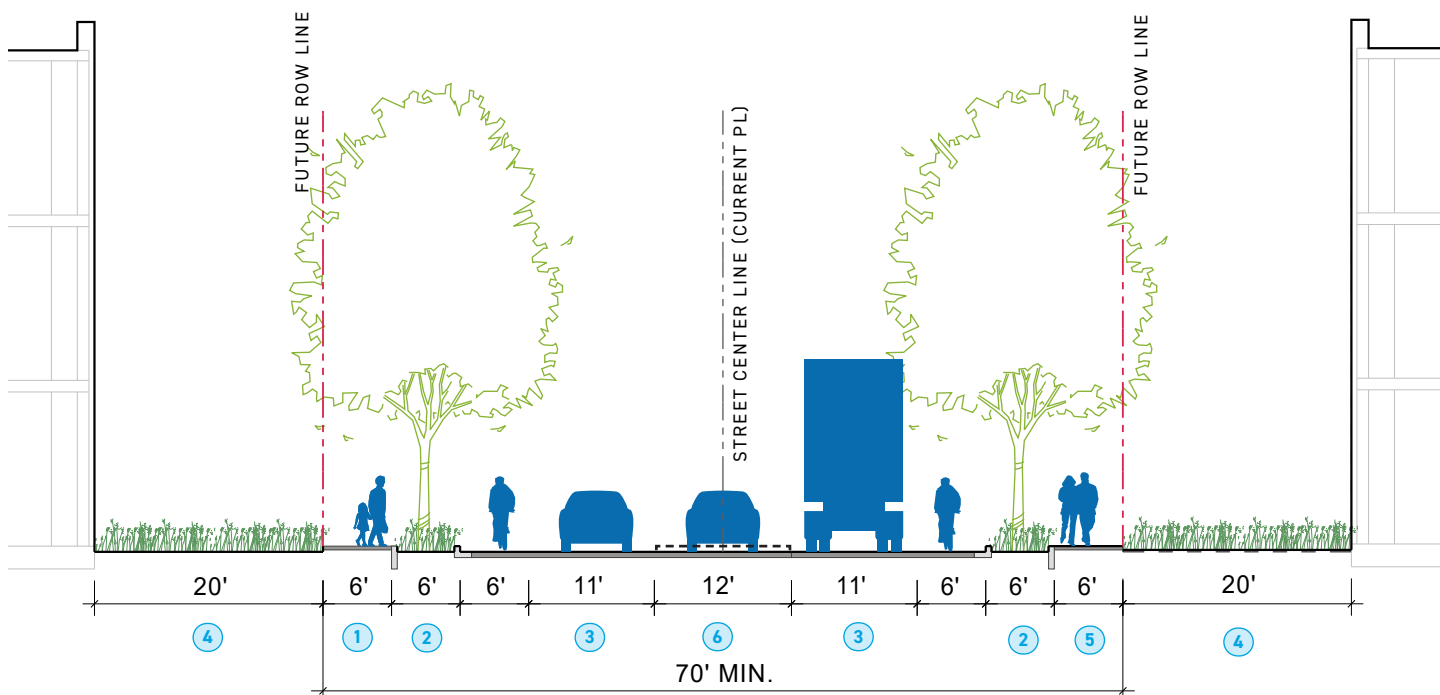 FUTURE ROW LINE
STREET CENTER LINE (CURRENT PL)
FUTURE ROW LINE
20' 6' 6' 6' 11' 12' 11' 6' 6' 6' 20'
4 1 2 3 6 3 2 5 4
70' MIN.